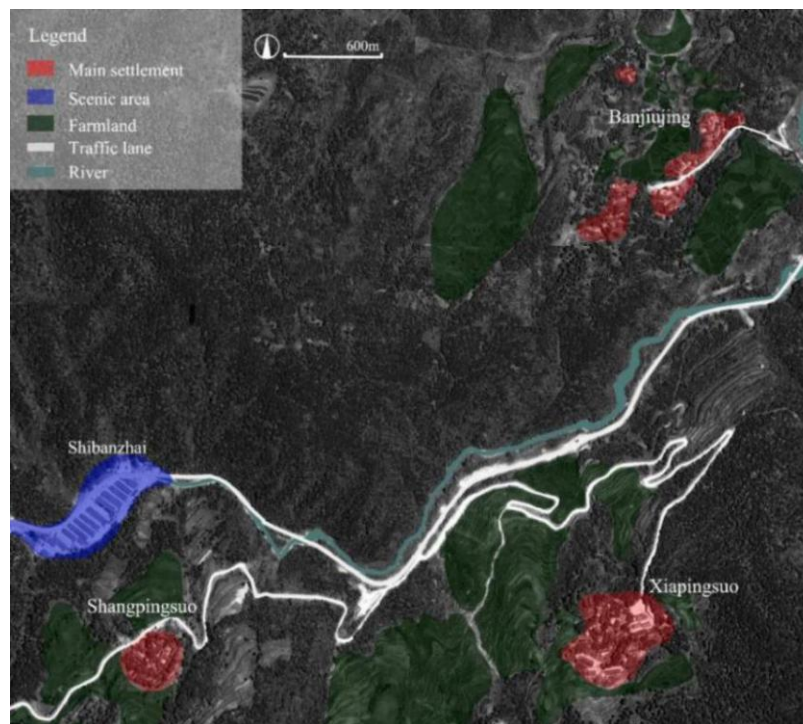 Legend
Main settlement
Scenic area
Farmland
Traffic lane
River
600m
Banjiujing
Shibanzhai
Shangpingsuo
Xiapingsuo